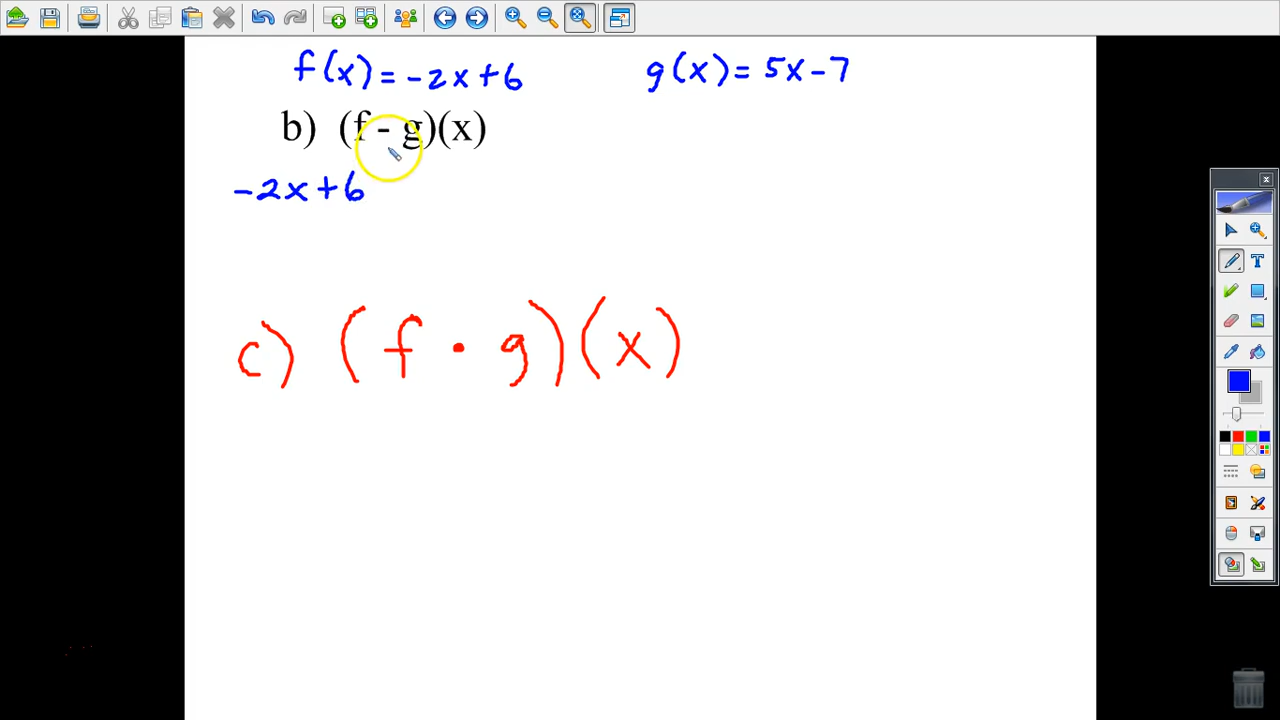 f(x) = -2x+6 g(x) = 5x-7
b) (f - g)(x)
-2x+6
c) (f • g)(x)